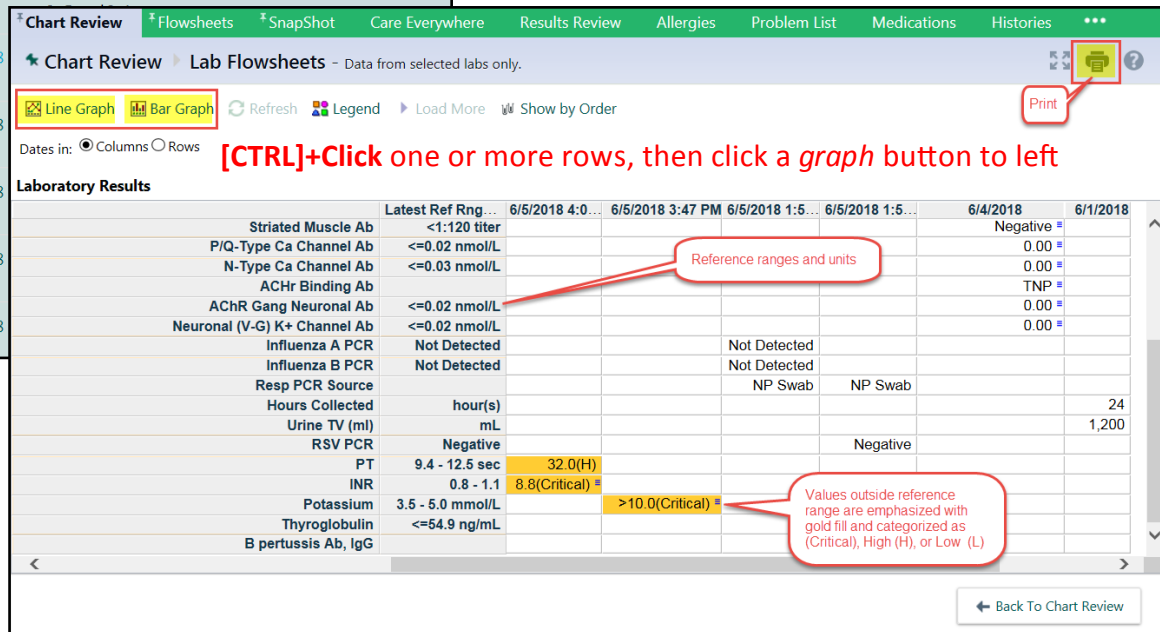 Chart Review Flowsheets SnapShot Care Everywhere Results Review Allergies Problem List Medications Histories •••
Chart Review Lab Flowsheets - Data from selected labs only.
Line Graph Bar Graph Refresh Legend Load More Show by Order
Print
Dates in: Columns Rows
[CTRL]+Click one or more rows, then click a graph button to left
Laboratory Results
Latest Ref Rng... 6/5/2018 4:0... 6/5/2018 3:47 PM 6/5/2018 1:5... 6/5/2018 1:5... 6/4/2018 6/1/2018
Striated Muscle Ab <1:120 titer Negative
P/Q-Type Ca Channel Ab <=0.02 nmol/L 0.00
N-Type Ca Channel Ab <=0.03 nmol/L 0.00
ACHr Binding Ab TNP
AChR Gang Neuronal Ab <=0.02 nmol/L 0.00
Neuronal (V-G) K+ Channel Ab <=0.02 nmol/L 0.00
Reference ranges and units
Influenza A PCR Not Detected Not Detected
Influenza B PCR Not Detected Not Detected
Resp PCR Source NP Swab NP Swab
Hours Collected hour(s) 24
Urine TV (ml) mL 1,200
RSV PCR Negative Negative
PT 9.4 - 12.5 sec 32.0(H)
INR 0.8 - 1.1 8.8(Critical)
Potassium 3.5 - 5.0 mmol/L >10.0(Critical)
Thyroglobulin <=54.9 ng/mL
B pertussis Ab, IgG
Values outside reference
range are emphasized with
gold fill and categorized as
(Critical), High (H), or Low (L)
Back To Chart Review